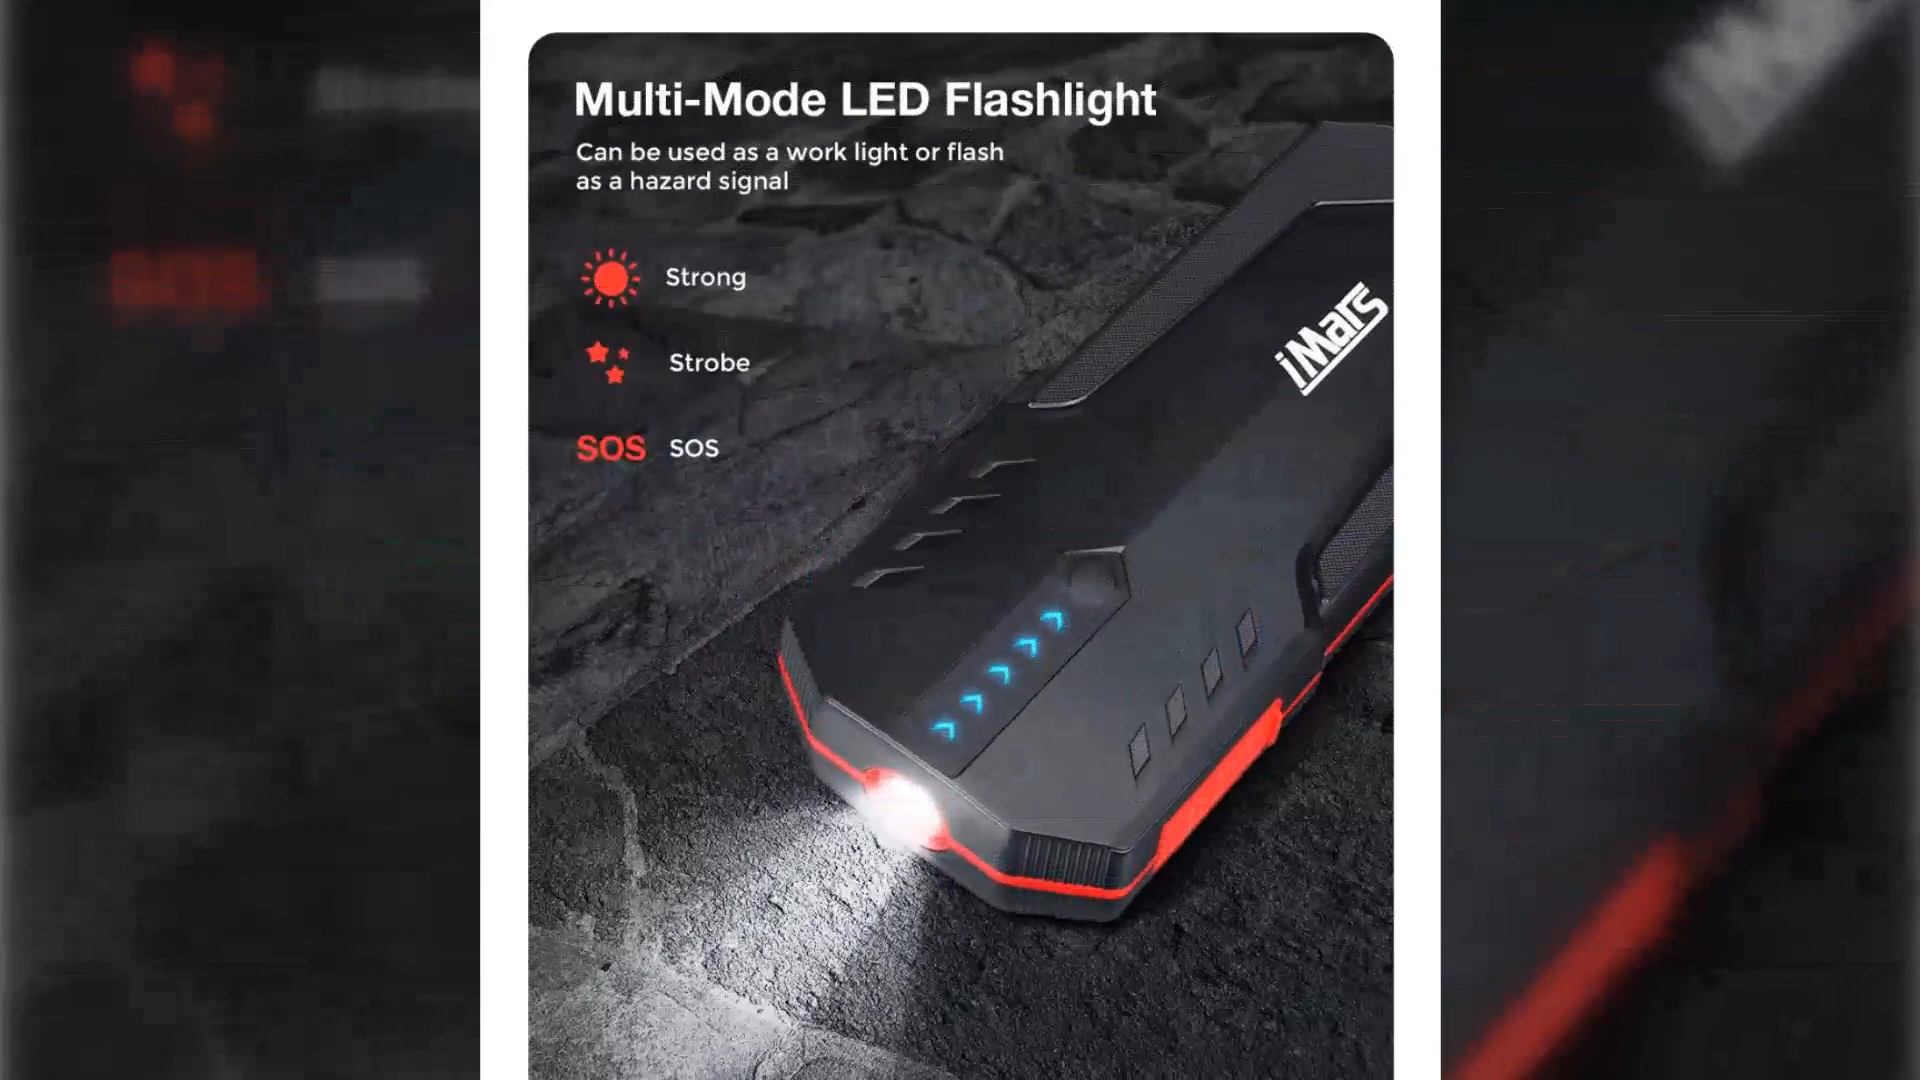 Multi-Mode LED Flashlight
Can be used as a work light or flash
as a hazard signal
Strong
Strobe
SOS SOS
iMars